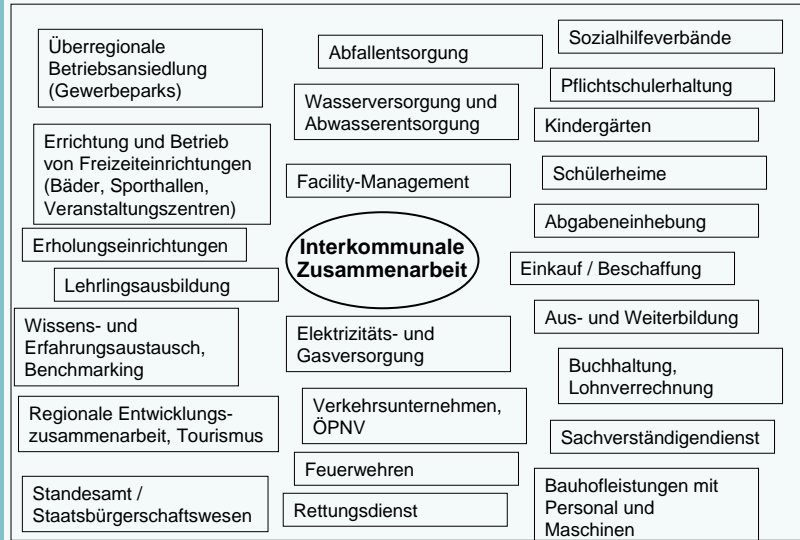 Überregionale
Betriebsansiedlung
(Gewerbeparks)
Errichtung und Betrieb
von Freizeiteinrichtungen
(Bäder, Sporthallen,
Veranstaltungszentren)
Erholungseinrichtungen
Lehrlingsausbildung
Wissens- und
Erfahrungsaustausch,
Benchmarking
Regionale Entwicklungs-
zusammenarbeit, Tourismus
Standesamt /
Staatsbürgerschaftswesen
Abfallentsorgung
Wasserversorgung und
Abwasserentsorgung
Facility-Management
Interkommunale
Zusammenarbeit
Elektrizitäts- und
Gasversorgung
Verkehrsunternehmen,
ÖPNV
Feuerwehren
Rettungsdienst
Sozialhilfeverbände
Pflichtschulerhaltung
Kindergärten
Schülerheime
Abgabeneinhebung
Einkauf / Beschaffung
Aus- und Weiterbildung
Buchhaltung,
Lohnverrechnung
Sachverständigendienst
Bauhofleistungen mit
Personal und
Maschinen